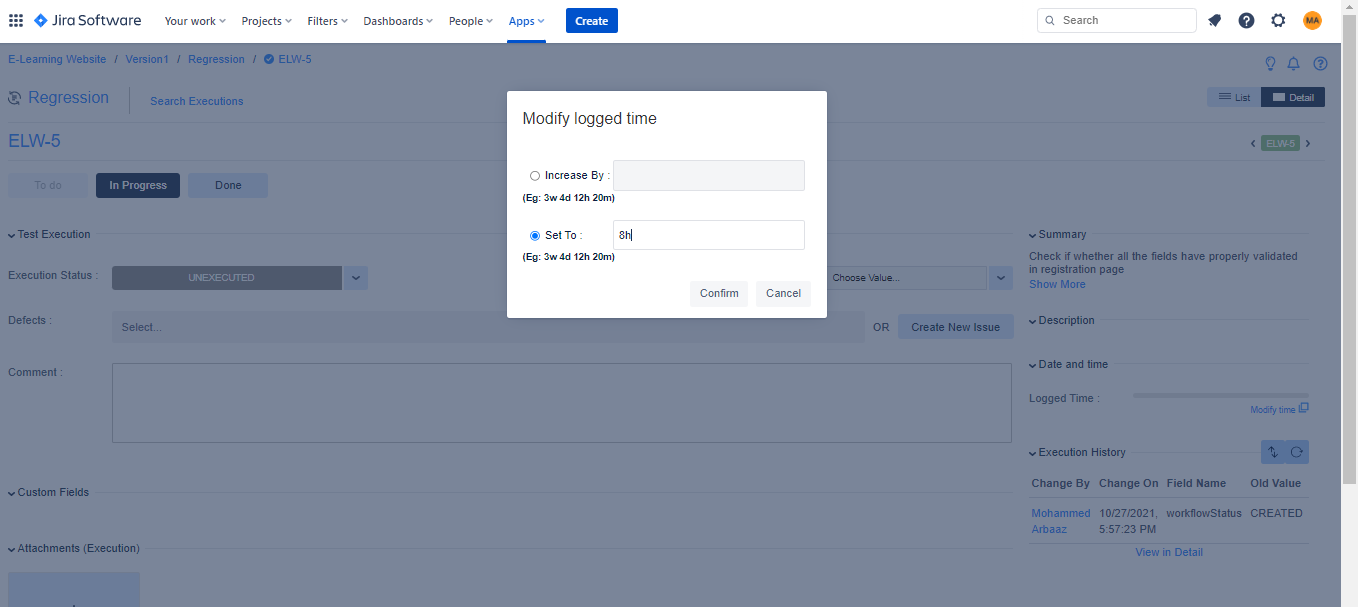 Jira Software
Your work Projects Filters Dashboards People Apps Create Search MA
E-Learning Website / Version1 / Regression / ELW-5
Regression Search Executions List Detail
ELW-5 ELW-5
To do In Progress Done
Modify logged time
Increase By :
(Eg: 3w 4d 12h 20m)
Set To : 8h
(Eg: 3w 4d 12h 20m)
Confirm Cancel
Test Execution
Execution Status : UNEXECUTED Choose Value...
Defects : Select... OR Create New Issue
Comment :
Custom Fields
Attachments (Execution)
Summary
Check if whether all the fields have properly validated
in registration page
Show More
Description
Date and time
Logged Time :
Modify time
Execution History
Change By Change On Field Name Old Value
Mohammed 10/27/2021, workflowStatus CREATED
Arbaaz 5:57:23 PM
View in Detail